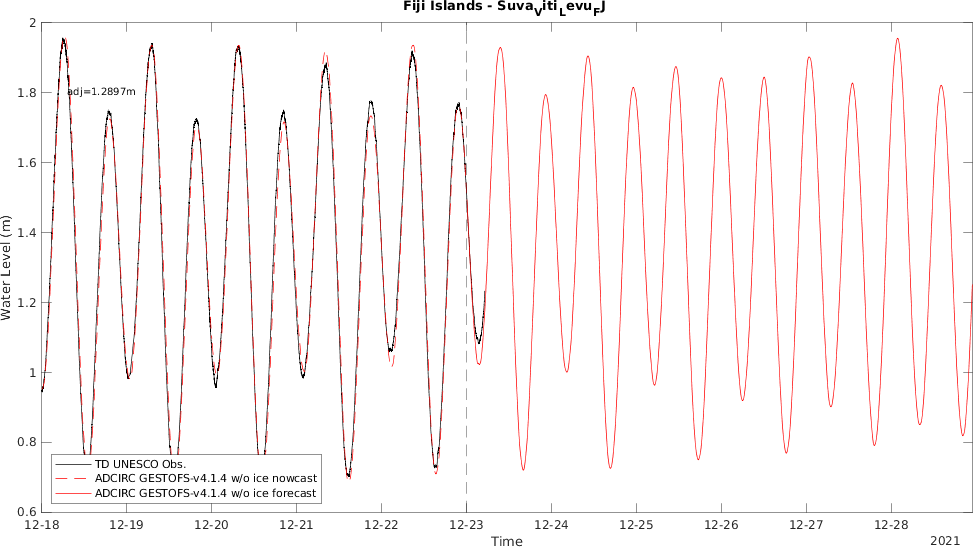 Fiji Islands - Suva_Viti_Levu_FJ
2
1.8
1.6
1.4
1.2
1
0.8
0.6
Water Level (m)
adj=1.2897m
TD UNESCO Obs.
ADCIRC GESTOFS-v4.1.4 w/o ice nowcast
ADCIRC GESTOFS-v4.1.4 w/o ice forecast
12-18 12-19 12-20 12-21 12-22 12-23 12-24 12-25 12-26 12-27 12-28
Time
2021